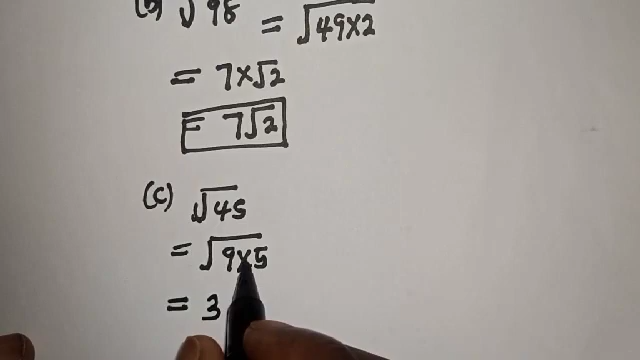 (b) √98 = √49×2
= 7×√2
= 7√2
(c) √45
= √9×5
= 3